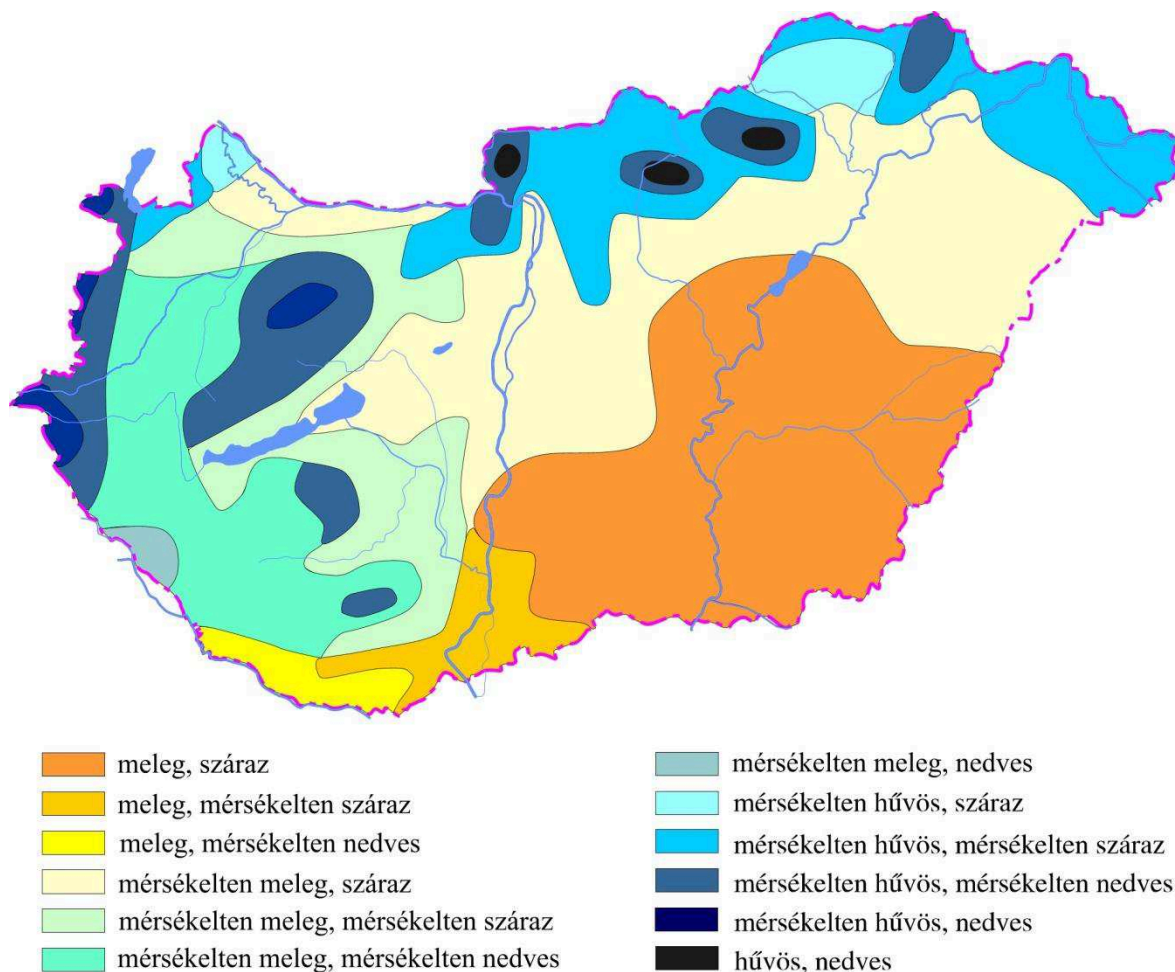 meleg, száraz
meleg, mérsékelten száraz
meleg, mérsékelten nedves
mérsékelten meleg, száraz
mérsékelten meleg, mérsékelten száraz
mérsékelten meleg, mérsékelten nedves
mérsékelten meleg, nedves
mérsékelten hűvös, száraz
mérsékelten hűvös, mérsékelten száraz
mérsékelten hűvös, mérsékelten nedves
mérsékelten hűvös, nedves
hűvös, nedves